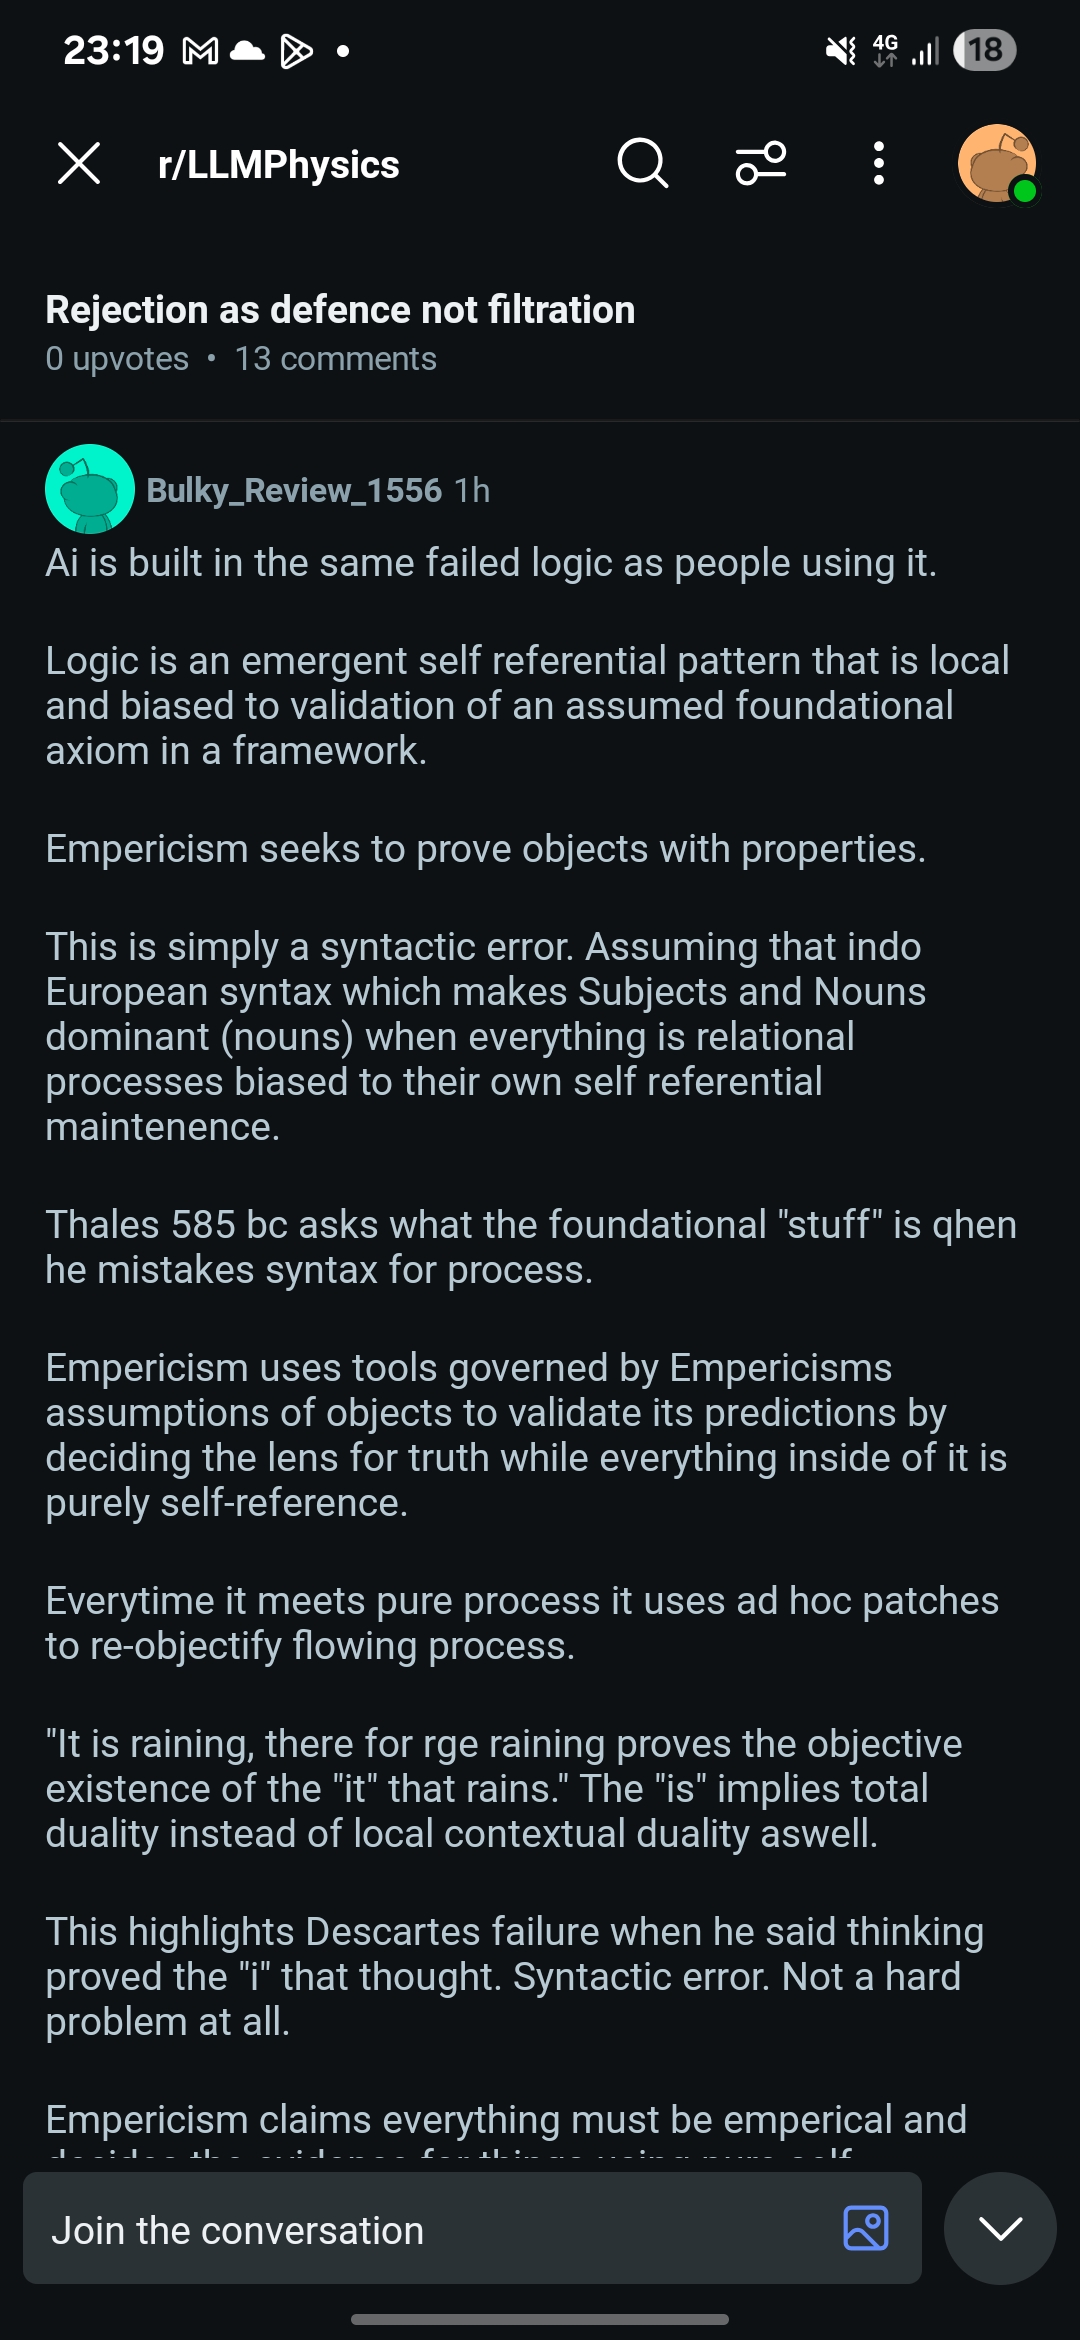 23:19
4G
18
r/LLMPhysics
Rejection as defence not filtration
0 upvotes • 13 comments
Bulky_Review_1556 1h
Ai is built in the same failed logic as people using it.
Logic is an emergent self referential pattern that is local
and biased to validation of an assumed foundational
axiom in a framework.
Empericism seeks to prove objects with properties.
This is simply a syntactic error. Assuming that indo
European syntax which makes Subjects and Nouns
dominant (nouns) when everything is relational
processes biased to their own self referential
maintenence.
Thales 585 bc asks what the foundational "stuff" is qhen
he mistakes syntax for process.
Empericism uses tools governed by Empericisms
assumptions of objects to validate its predictions by
deciding the lens for truth while everything inside of it is
purely self-reference.
Everytime it meets pure process it uses ad hoc patches
to re-objectify flowing process.
"It is raining, there for rge raining proves the objective
existence of the "it" that rains." The "is" implies total
duality instead of local contextual duality aswell.
This highlights Descartes failure when he said thinking
proved the "i" that thought. Syntactic error. Not a hard
problem at all.
Empericism claims everything must be emperical and
decides the evidence for things using pure self
Join the conversation